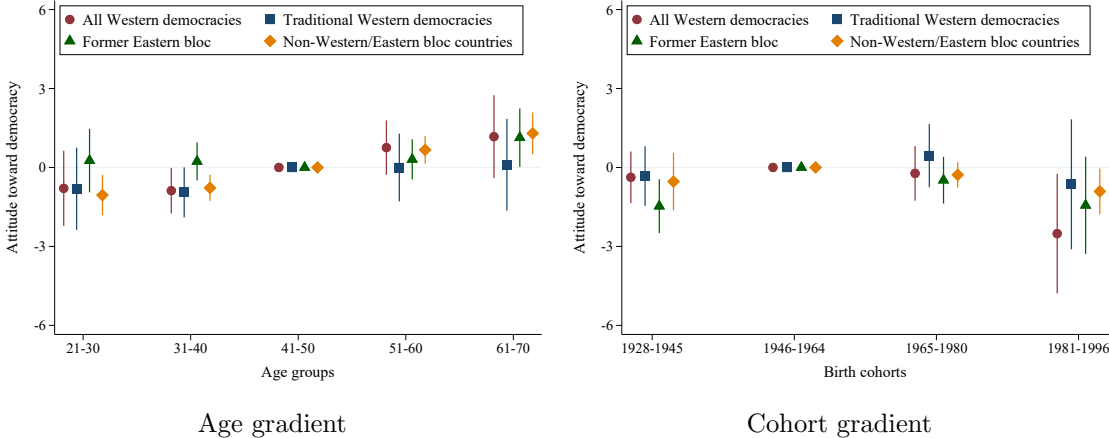 All Western democracies Traditional Western democracies
Former Eastern bloc Non-Western/Eastern bloc countries
6
3
0
-3
-6
Attitude toward democracy
21-30 31-40 41-50 51-60 61-70
Age groups
Age gradient
All Western democracies Traditional Western democracies
Former Eastern bloc Non-Western/Eastern bloc countries
6
3
0
-3
-6
Attitude toward democracy
1928-1945 1946-1964 1965-1980 1981-1996
Birth cohorts
Cohort gradient